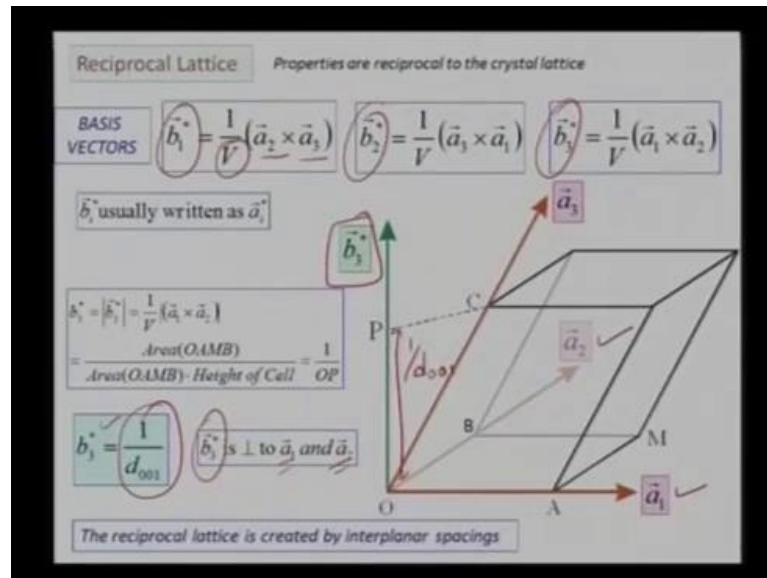 Reciprocal Lattice
Properties are reciprocal to the crystal lattice
BASIS VECTORS
b⃗₁* = 1/V (a⃗₂ × a⃗₃)
b⃗₂* = 1/V (a⃗₃ × a⃗₁)
b⃗₃* = 1/V (a⃗₁ × a⃗₂)
b⃗ᵢ* usually written as a⃗ᵢ*
b⃗₃*
a⃗₃
b₃* = |b⃗₃*| = 1/V |(a⃗₁ × a⃗₂)|
= Area(OAMB) / Area(OAMB) · Height of Cell = 1/OP
P
C
1/d₀₀₁
a⃗₂
B
M
b₃* = 1/d₀₀₁
b⃗₃* is ⊥ to a⃗₁ and a⃗₂
O
A
a⃗₁
The reciprocal lattice is created by interplanar spacings